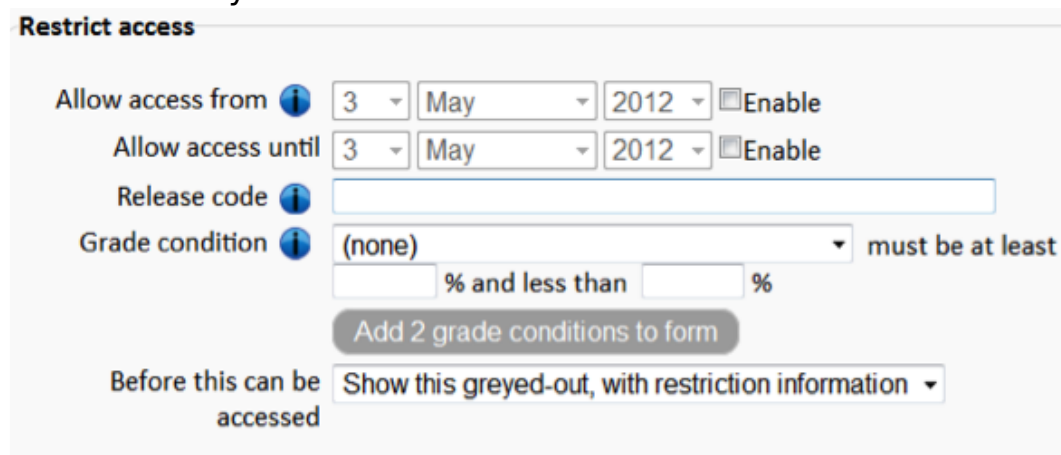 Restrict access
Allow access from 3 May 2012 Enable
Allow access until 3 May 2012 Enable
Release code
Grade condition (none) must be at least
% and less than %
Add 2 grade conditions to form
Before this can be Show this greyed-out, with restriction information
accessed